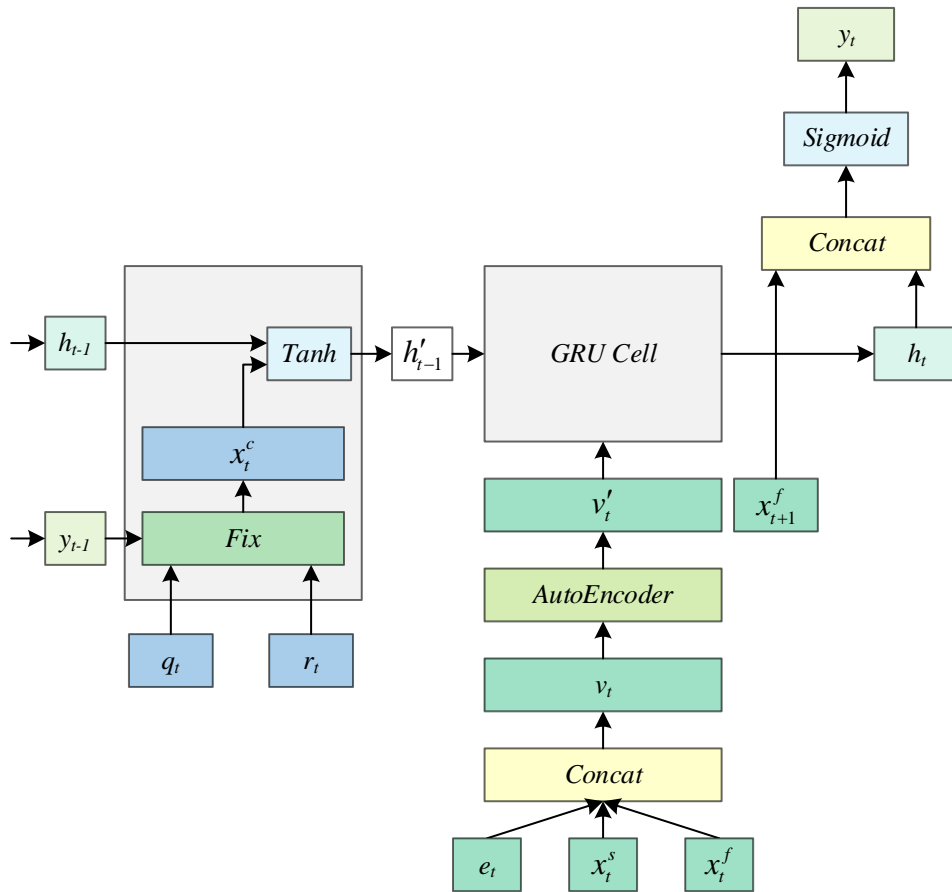 y_t
Sigmoid
Concat
h_{t-1}
Tanh
h'_{t-1}
GRU Cell
h_t
x_t^c
v'_t
x_{t+1}^f
y_{t-1}
Fix
AutoEncoder
q_t
r_t
v_t
Concat
e_t
x_t^s
x_t^f